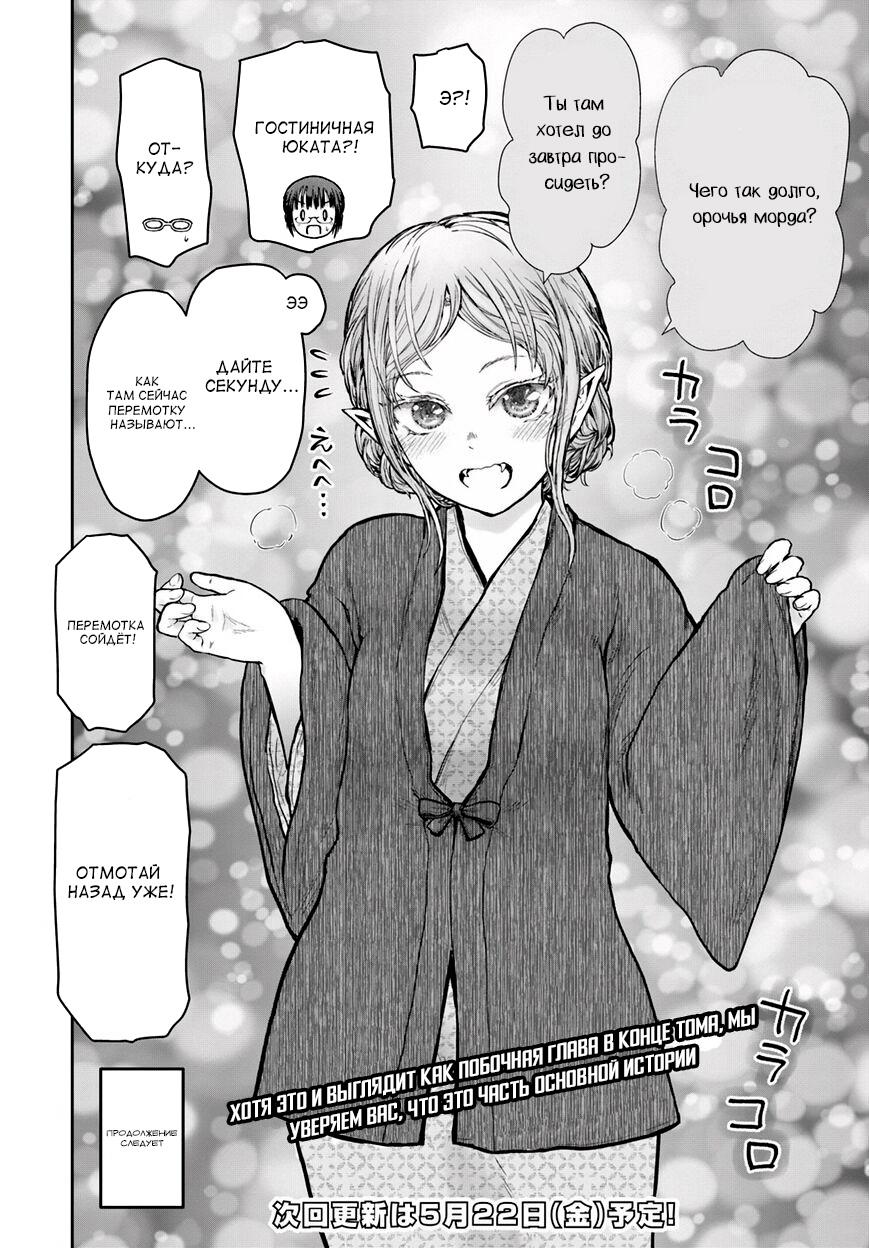 Чего так долго,
орочья морда?
Ты там
хотел до
завтра про-
сидеть?
Э?!
ГОСТИНИЧНАЯ
ЮКАТА?!
ОТ-
КУДА?
ЭЭ
ДАЙТЕ
СЕКУНДУ...
КАК
ТАМ СЕЙЧАС
ПЕРЕМОТКУ
НАЗЫВАЮТ...
カラ
コロ
えへへ…
ПЕРЕМОТКА
СОЙДЁТ!
ОТМОТАЙ
НАЗАД УЖЕ!
カラ
コロ
ХОТЯ ЭТО И ВЫГЛЯДИТ КАК ПОБОЧНАЯ ГЛАВА В КОНЦЕ ТОМА, МЫ
УВЕРЯЕМ ВАС, ЧТО ЭТО ЧАСТЬ ОСНОВНОЙ ИСТОРИИ
ПРОДОЛЖЕНИЕ
СЛЕДУЕТ
次回更新は5月22日(金)予定!